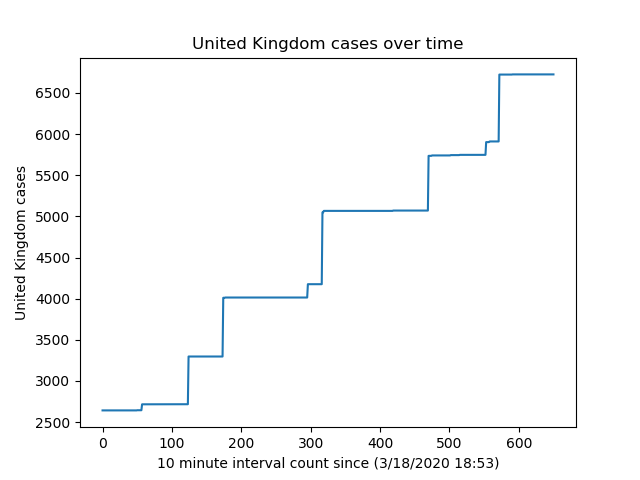 United Kingdom cases over time
United Kingdom cases
6500
6000
5500
5000
4500
4000
3500
3000
2500
0 100 200 300 400 500 600
10 minute interval count since (3/18/2020 18:53)